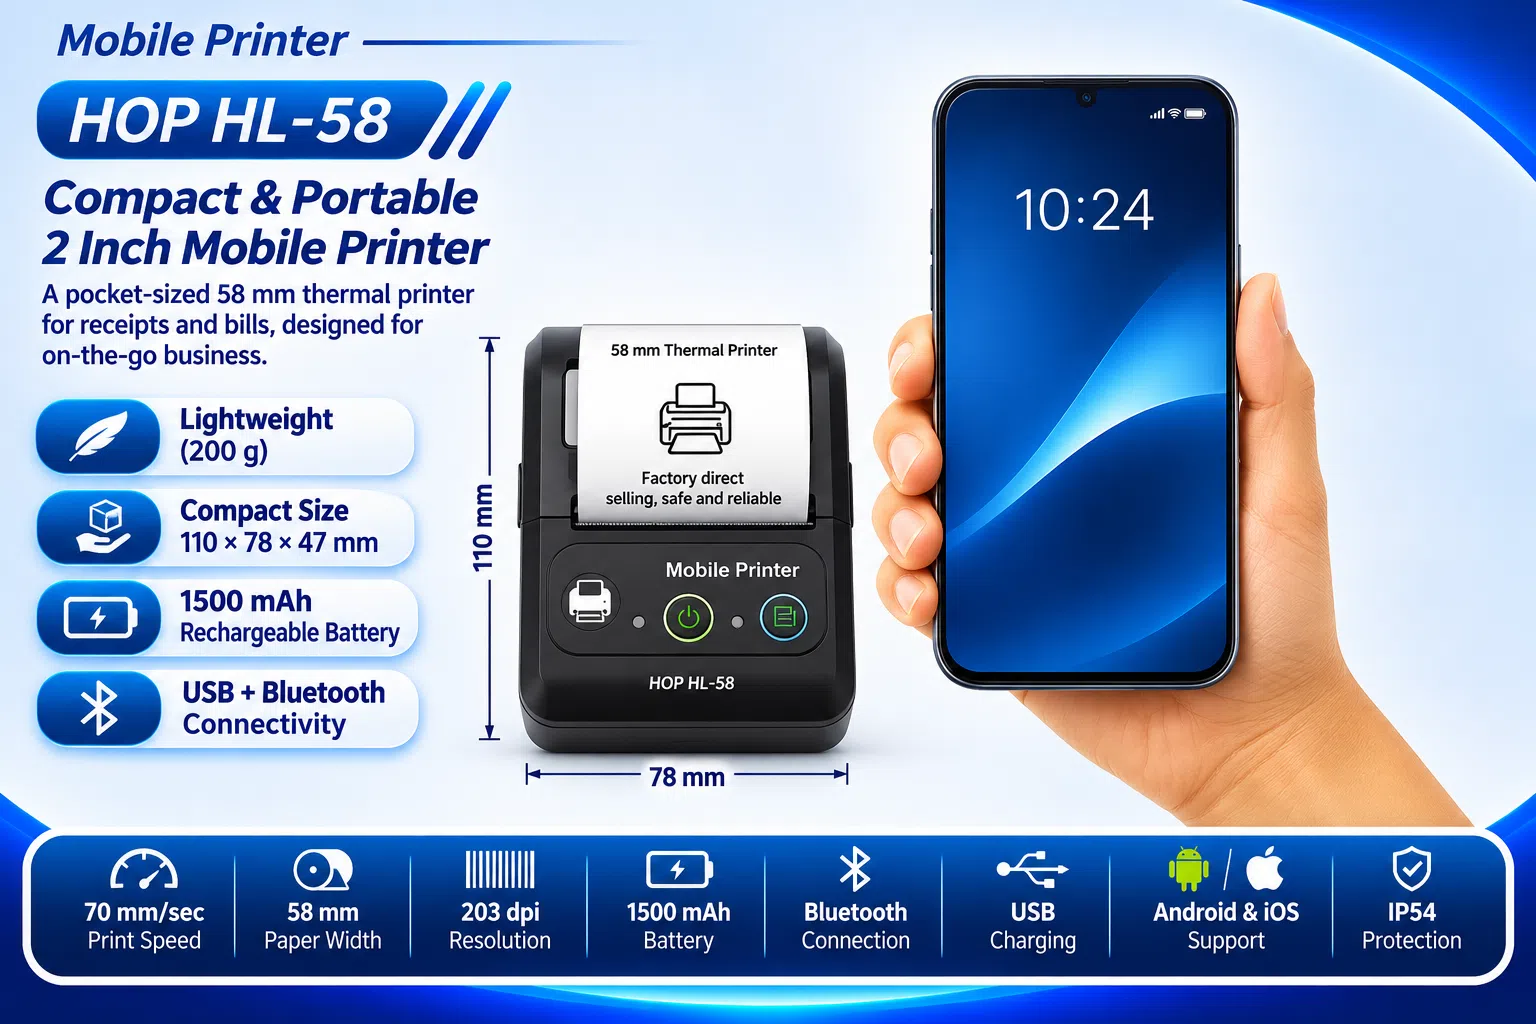 Mobile Printer
HOP HL-58
Compact & Portable
2 Inch Mobile Printer
A pocket-sized 58 mm thermal printer
for receipts and bills, designed for
on-the-go business.
Lightweight
(200 g)
Compact Size
110 × 78 × 47 mm
1500 mAh
Rechargeable Battery
USB + Bluetooth
Connectivity
110 mm
58 mm Thermal Printer
Factory direct
selling, safe and reliable
Mobile Printer
HOP HL-58
78 mm
10:24
70 mm/sec
Print Speed
58 mm
Paper Width
203 dpi
Resolution
1500 mAh
Battery
Bluetooth
Connection
USB
Charging
Android & iOS
Support
IP54
Protection